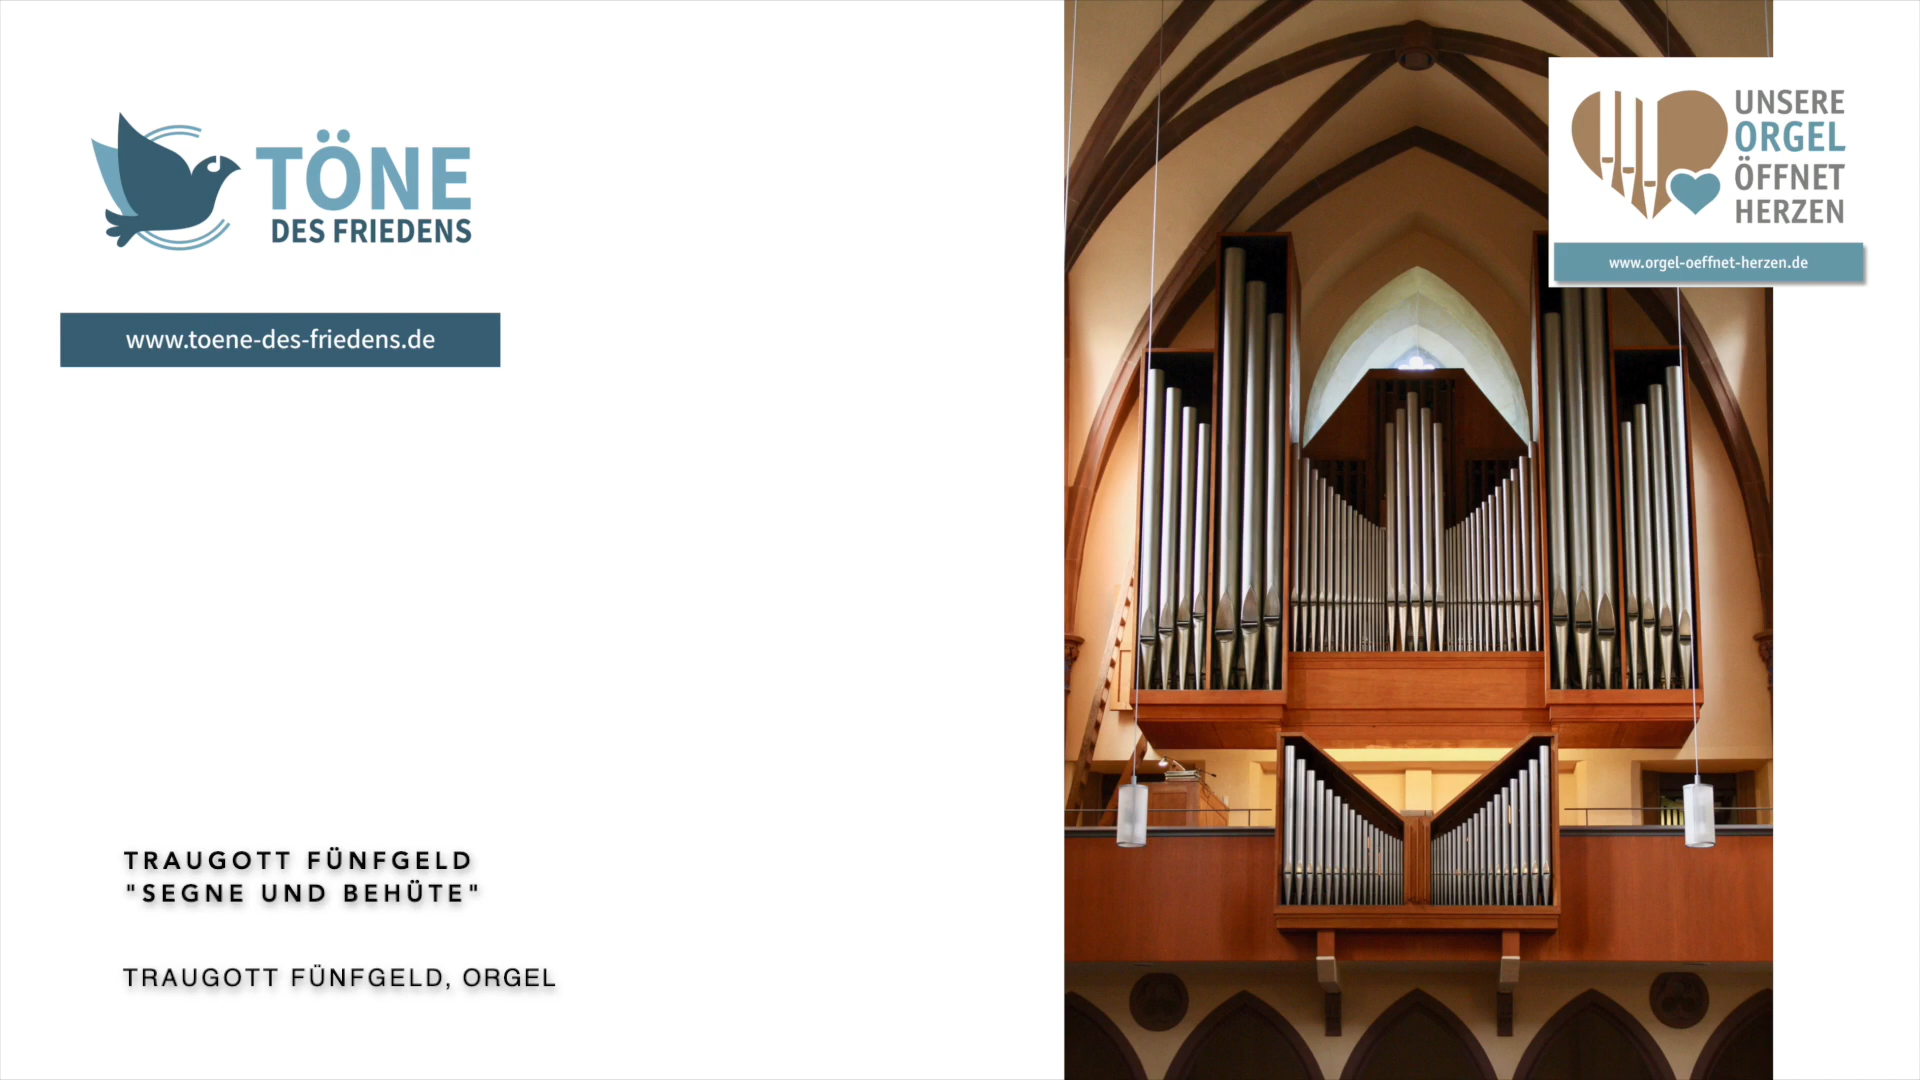 TÖNE
DES FRIEDENS
www.toene-des-friedens.de
UNSERE
ORGEL
ÖFFNET
HERZEN
www.orgel-oeffnet-herzen.de
TRAUGOTT FÜNFGELD
"SEGNE UND BEHÜTE"
TRAUGOTT FÜNFGELD, ORGEL